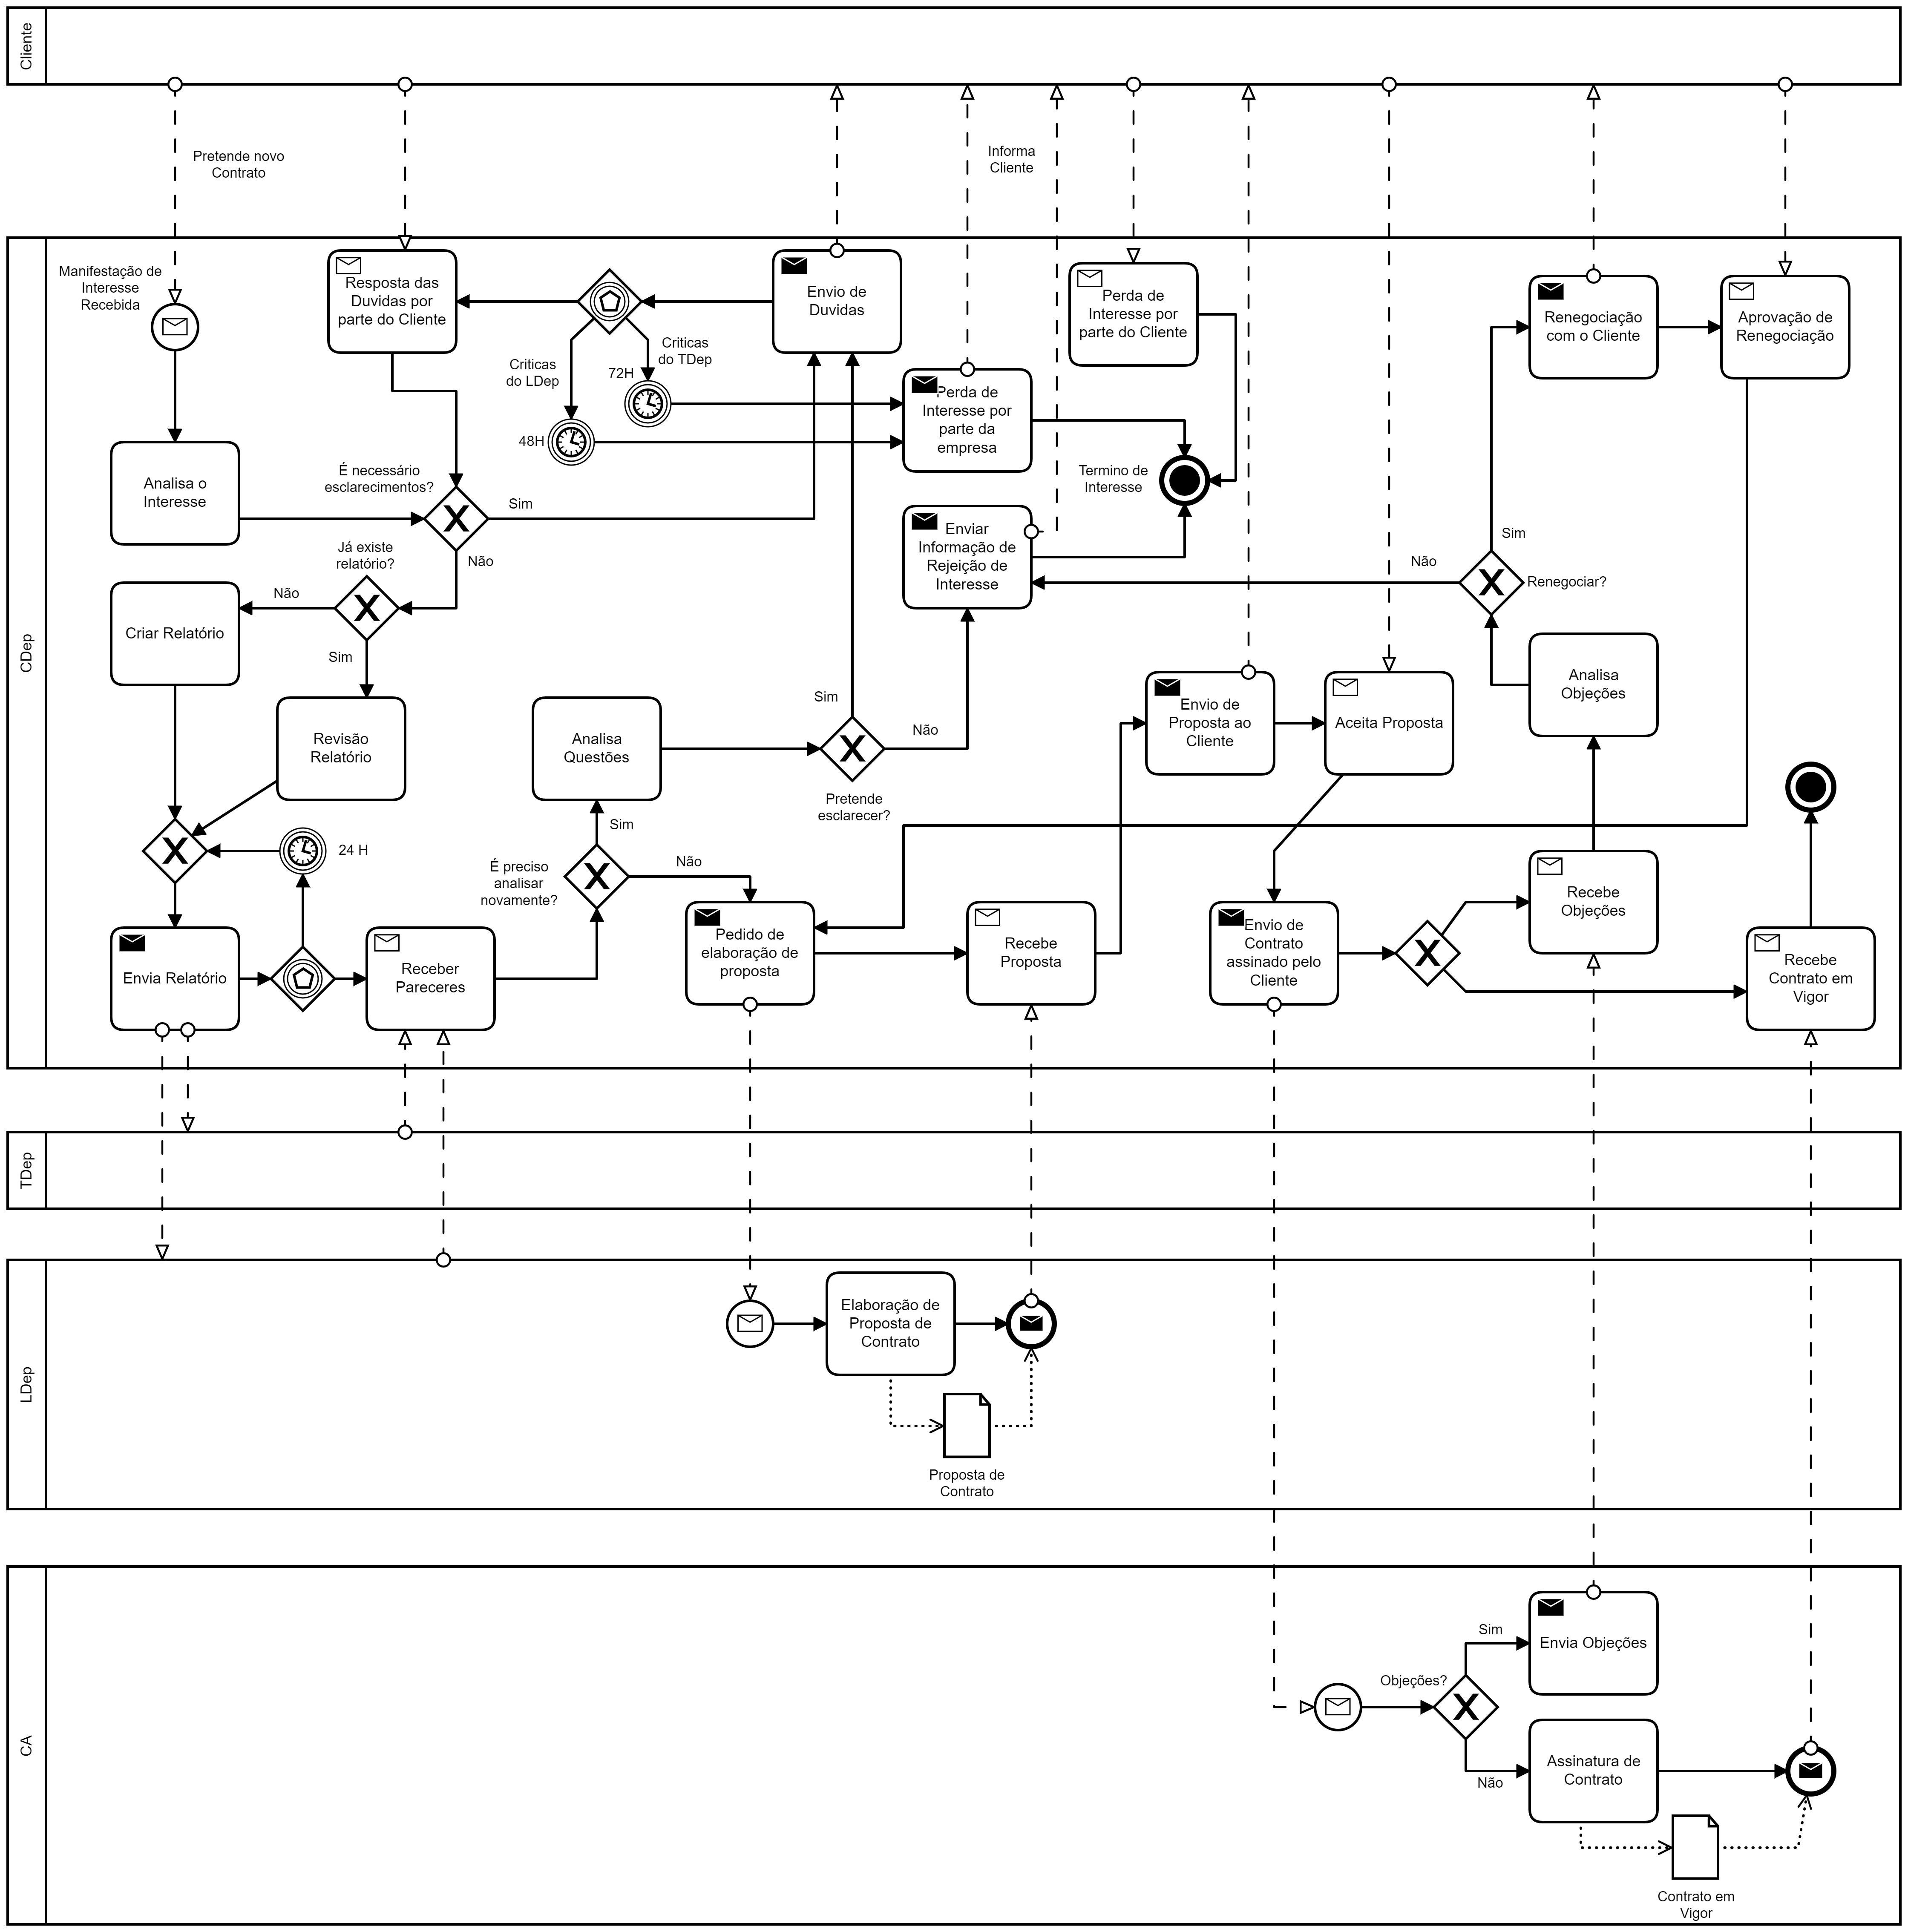 Cliente
Pretende novo
Contrato
Informa
Cliente
CDep
Manifestação de
Interesse
Recebida
Resposta das
Duvidas por
parte do Cliente
Envio de
Duvidas
Perda de
Interesse por
parte do Cliente
Renegociação
com o Cliente
Aprovação de
Renegociação
Criticas
do TDep
Criticas
do LDep
72H
48H
Perda de
Interesse por
parte da
empresa
Termino de
Interesse
Analisa o
Interesse
É necessário
esclarecimentos?
Sim
Não
Enviar
Informação de
Rejeição de
Interesse
Sim
Não
Renegociar?
Já existe
relatório?
Não
Sim
Criar Relatório
Revisão
Relatório
Analisa
Questões
Sim
Não
Pretende
esclarecer?
Envio de
Proposta ao
Cliente
Aceita Proposta
Analisa
Objeções
24 H
É preciso
analisar
novamente?
Sim
Não
Envia Relatório
Receber
Pareceres
Pedido de
elaboração de
proposta
Recebe
Proposta
Envio de
Contrato
assinado pelo
Cliente
Recebe
Objeções
Recebe
Contrato em
Vigor
TDep
LDep
Elaboração de
Proposta de
Contrato
Proposta de
Contrato
CA
Objeções?
Sim
Não
Envia Objeções
Assinatura de
Contrato
Contrato em
Vigor